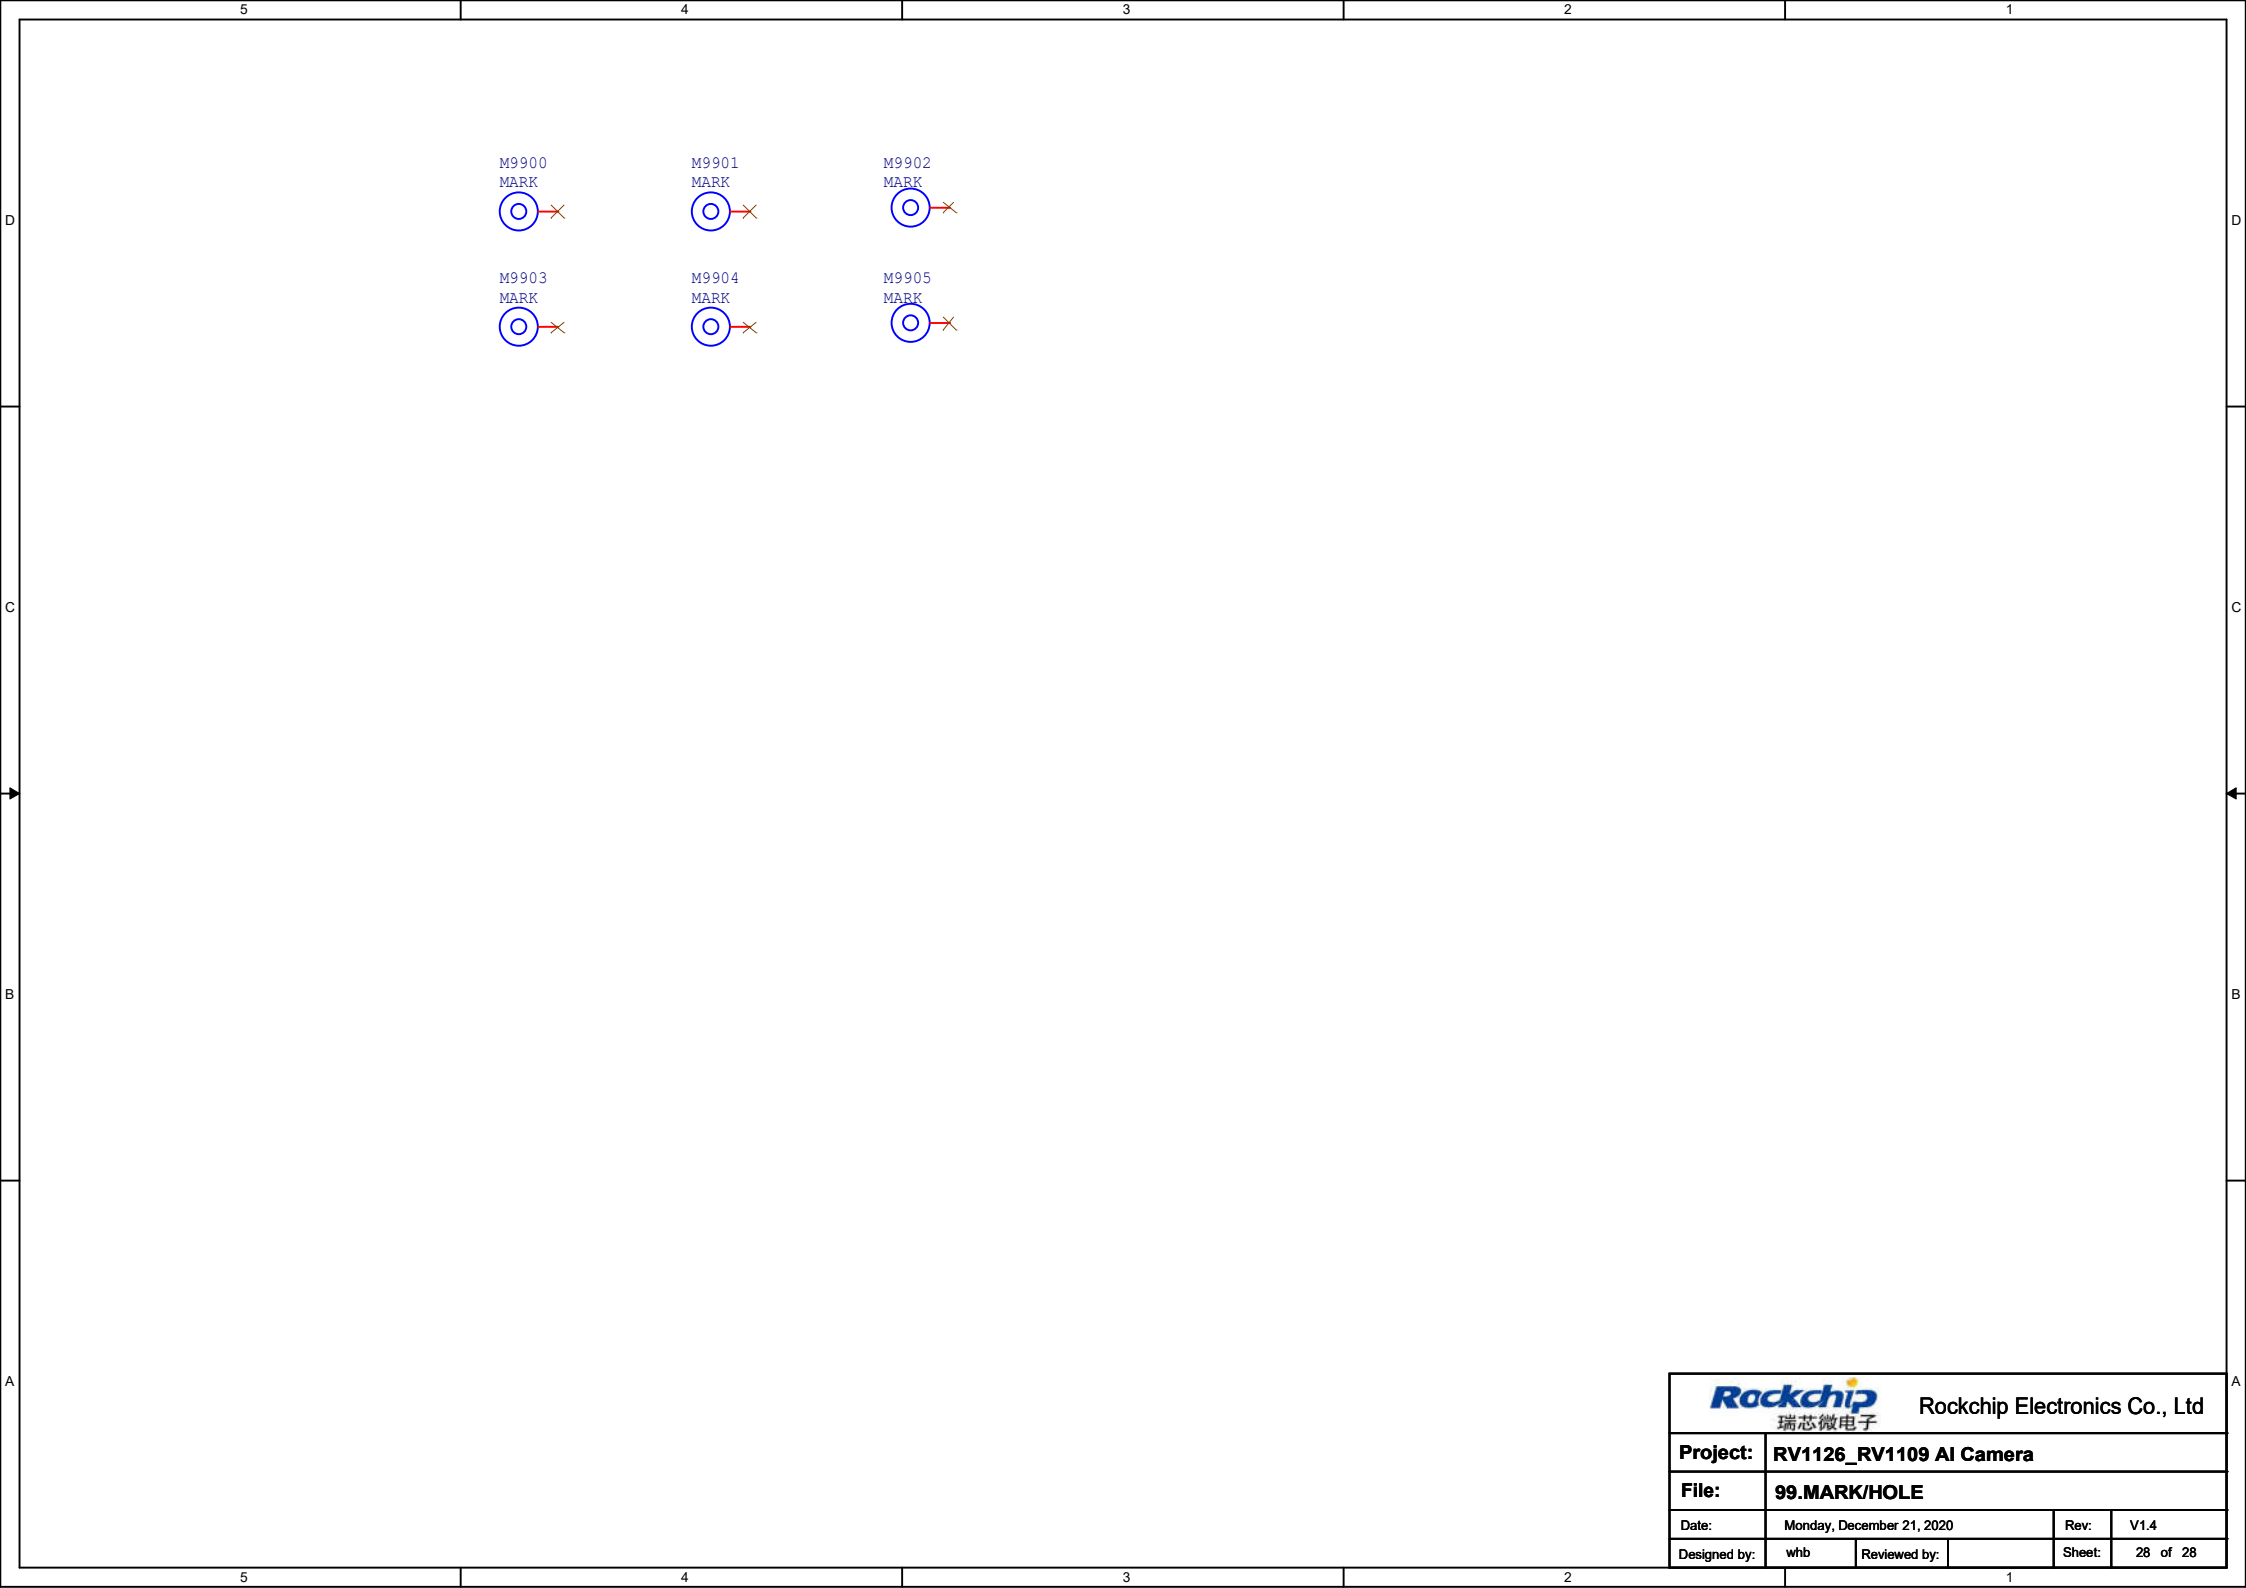 5 4 3 2 1
M9900 M9901 M9902
MARK MARK MARK
D D
M9903 M9904 M9905
MARK MARK MARK
C C
B B
A A
Rockchip
瑞芯微电子
Rockchip Electronics Co., Ltd
Project: RV1126_RV1109 AI Camera
File: 99.MARK/HOLE
Date: Monday, December 21, 2020 Rev: V1.4
Designed by: whb Reviewed by: Sheet: 28 of 28
5 4 3 2 1